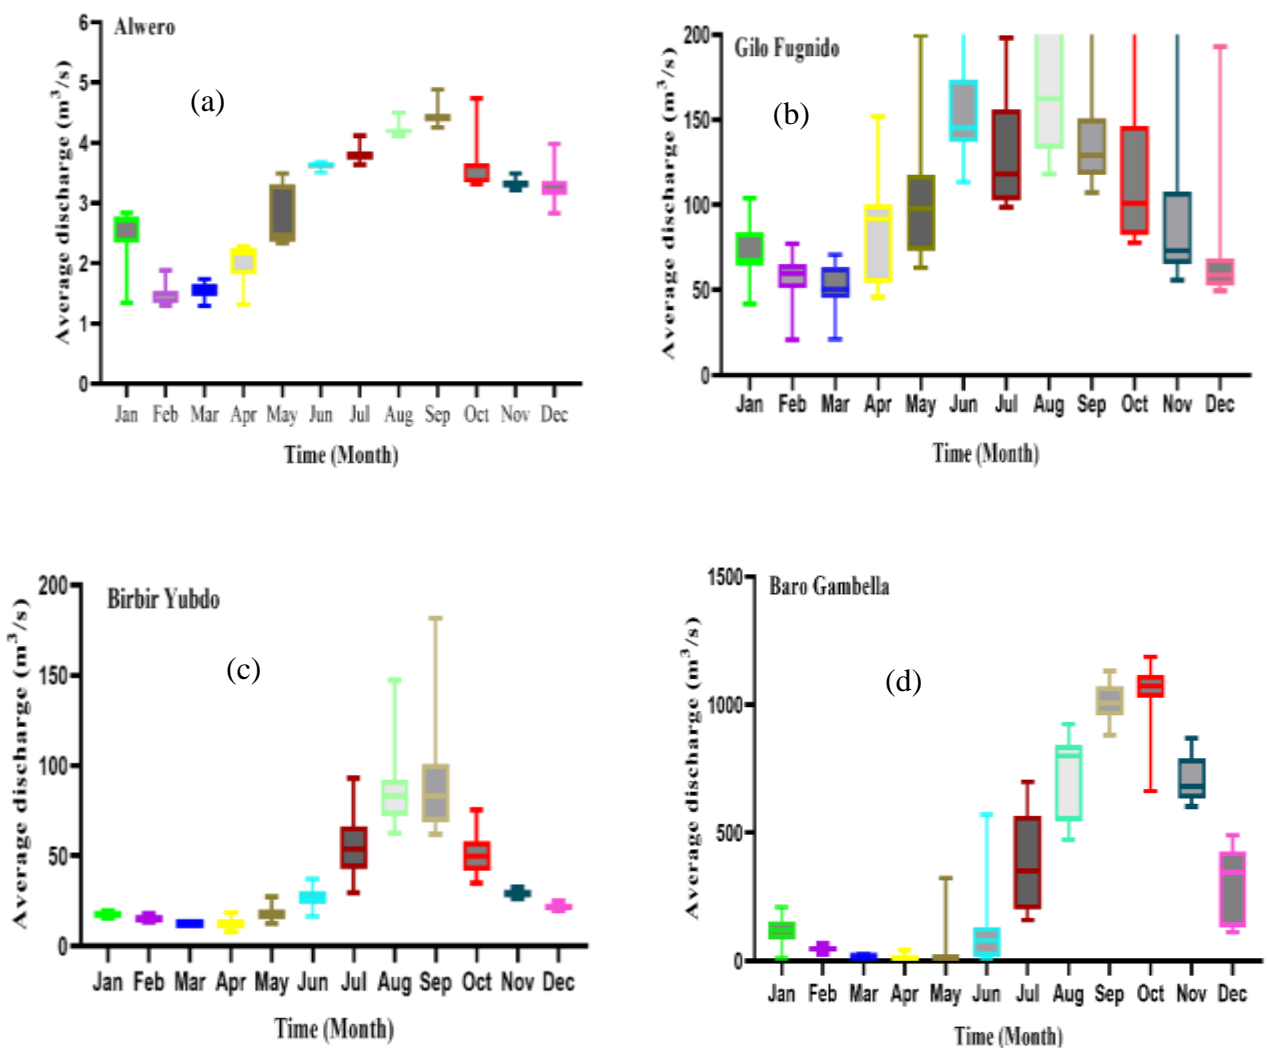 Alwero
(a)
Average discharge (m³/s)
6
5
4
3
2
1
0
Jan Feb Mar Apr May Jun Jul Aug Sep Oct Nov Dec
Time (Month)
Gilo Fugnido
(b)
Average discharge (m³/s)
200
150
100
50
0
Jan Feb Mar Apr May Jun Jul Aug Sep Oct Nov Dec
Time (Month)
Birbir Yubdo
(c)
Average discharge (m³/s)
200
150
100
50
0
Jan Feb Mar Apr May Jun Jul Aug Sep Oct Nov Dec
Time (Month)
Baro Gambella
(d)
Average discharge (m³/s)
1500
1000
500
0
Jan Feb Mar Apr May Jun Jul Aug Sep Oct Nov Dec
Time (Month)